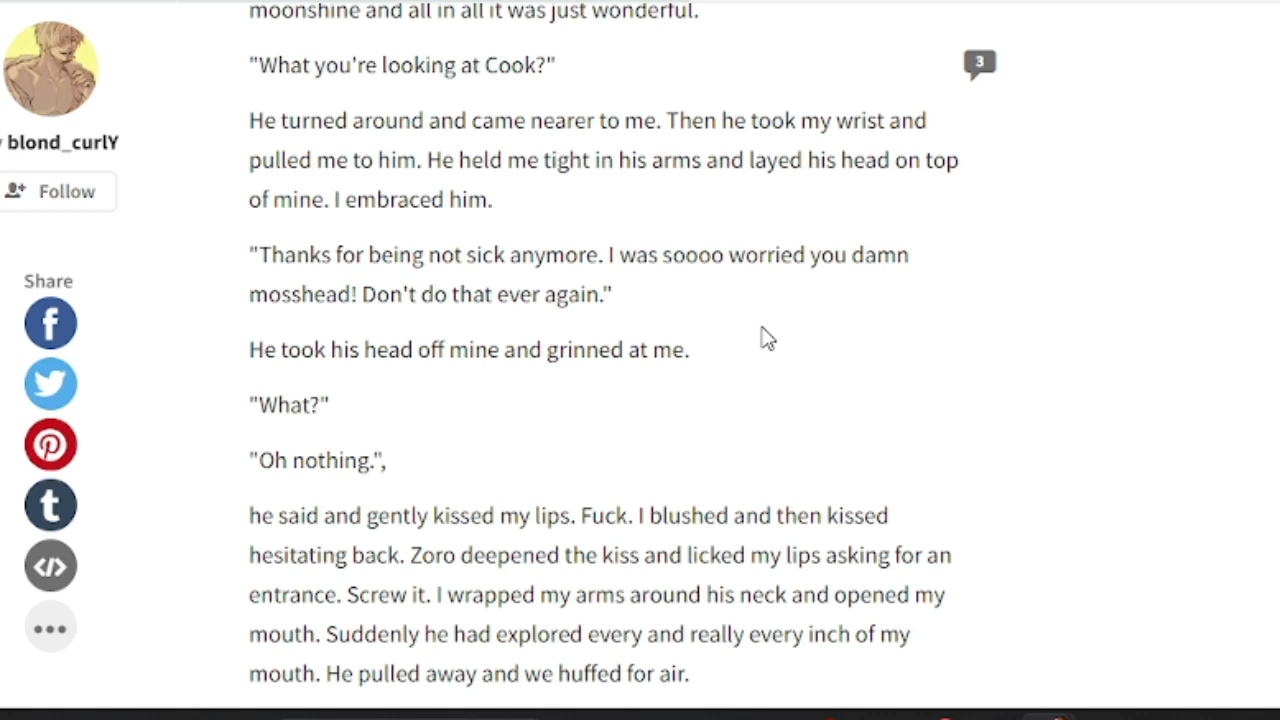 moonshine and all in all it was just wonderful.
"What you're looking at Cook?"
3
He turned around and came nearer to me. Then he took my wrist and
pulled me to him. He held me tight in his arms and layed his head on top
of mine. I embraced him.
"Thanks for being not sick anymore. I was soooo worried you damn
mosshead! Don't do that ever again."
He took his head off mine and grinned at me.
"What?"
"Oh nothing.",
he said and gently kissed my lips. Fuck. I blushed and then kissed
hesitating back. Zoro deepened the kiss and licked my lips asking for an
entrance. Screw it. I wrapped my arms around his neck and opened my
mouth. Suddenly he had explored every and really every inch of my
mouth. He pulled away and we huffed for air.
blond_curlY
Follow
Share